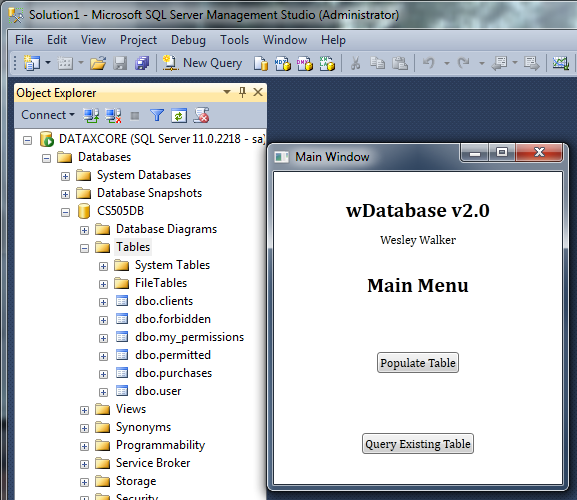 Solution1 - Microsoft SQL Server Management Studio (Administrator)
File Edit View Project Debug Tools Window Help
New Query
Object Explorer
Connect
DATAXCORE (SQL Server 11.0.2218 - sa)
Databases
System Databases
Database Snapshots
CS505DB
Database Diagrams
Tables
System Tables
FileTables
dbo.clients
dbo.forbidden
dbo.my_permissions
dbo.permitted
dbo.purchases
dbo.user
Views
Synonyms
Programmability
Service Broker
Storage
Security
Main Window
wDatabase v2.0
Wesley Walker
Main Menu
Populate Table
Query Existing Table